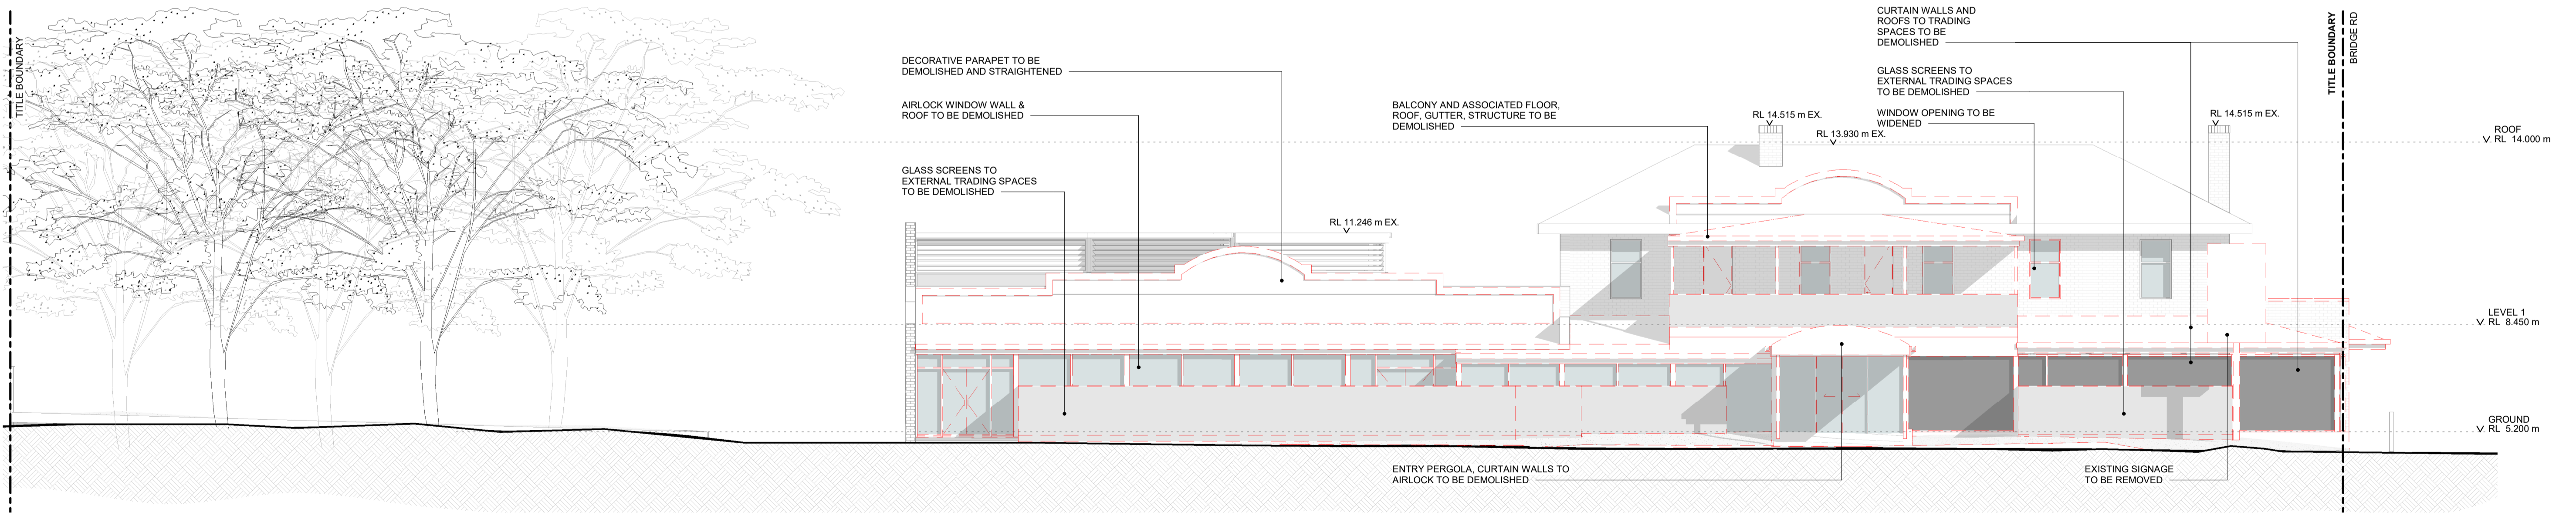 TITLE BOUNDARY
DECORATIVE PARAPET TO BE
DEMOLISHED AND STRAIGHTENED
AIRLOCK WINDOW WALL &
ROOF TO BE DEMOLISHED
GLASS SCREENS TO
EXTERNAL TRADING SPACES
TO BE DEMOLISHED
RL 11.246 m EX.
BALCONY AND ASSOCIATED FLOOR,
ROOF, GUTTER, STRUCTURE TO BE
DEMOLISHED
RL 14.515 m EX.
RL 13.930 m EX.
CURTAIN WALLS AND
ROOFS TO TRADING
SPACES TO BE
DEMOLISHED
GLASS SCREENS TO
EXTERNAL TRADING SPACES
TO BE DEMOLISHED
WINDOW OPENING TO BE
WIDENED
RL 14.515 m EX.
TITLE BOUNDARY
BRIDGE RD
ROOF
RL 14.000 m
LEVEL 1
RL 8.450 m
GROUND
RL 5.200 m
ENTRY PERGOLA, CURTAIN WALLS TO
AIRLOCK TO BE DEMOLISHED
EXISTING SIGNAGE
TO BE REMOVED